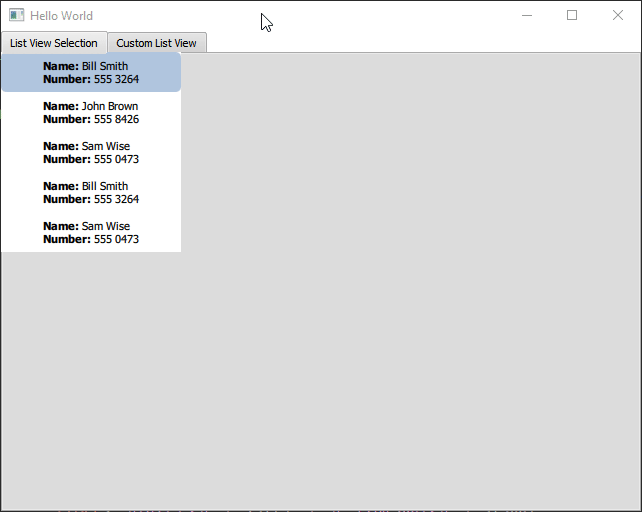 Hello World
List View Selection Custom List View
Name: Bill Smith
Number: 555 3264
Name: John Brown
Number: 555 8426
Name: Sam Wise
Number: 555 0473
Name: Bill Smith
Number: 555 3264
Name: Sam Wise
Number: 555 0473